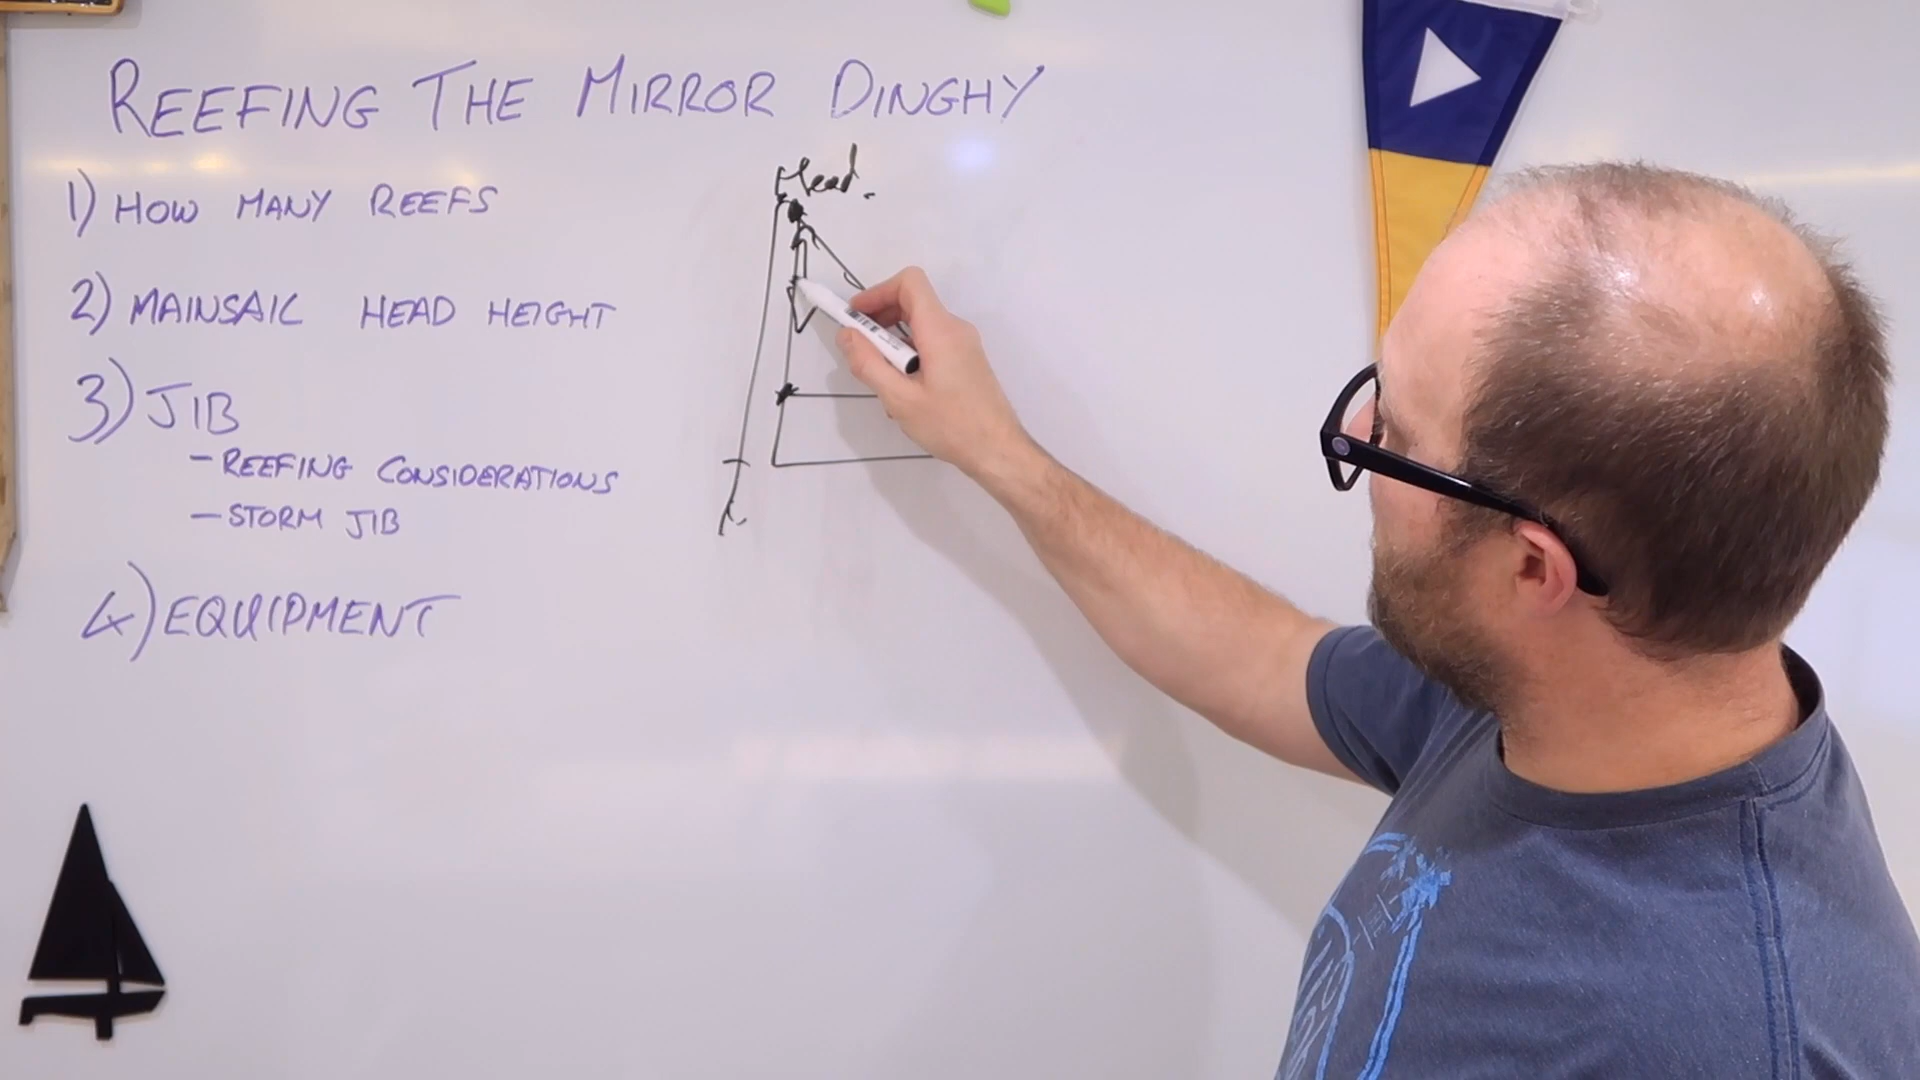 REEFING THE MIRROR DINGHY
Head.
1) HOW MANY REEFS
2) MAINSAIL HEAD HEIGHT
3) JIB
- REEFING CONSIDERATIONS
- STORM JIB
4) EQUIPMENT